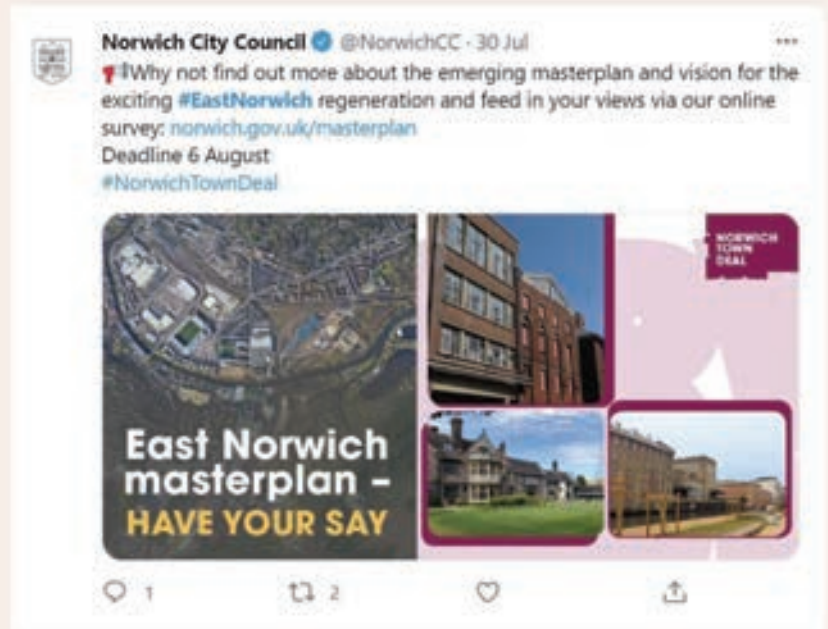 Norwich City Council @NorwichCC · 30 Jul
Why not find out more about the emerging masterplan and vision for the
exciting #EastNorwich regeneration and feed in your views via our online
survey: norwich.gov.uk/masterplan
Deadline 6 August
#NorwichTownDeal
NORWICH
TOWN
DEAL
East Norwich
masterplan –
HAVE YOUR SAY
1
2